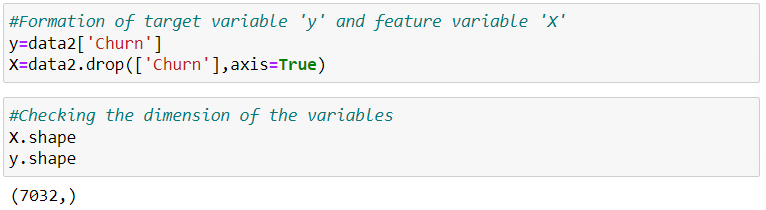 #Formation of target variable 'y' and feature variable 'X'
y=data2['Churn']
X=data2.drop(['Churn'],axis=True)
#Checking the dimension of the variables
X.shape
y.shape
(7032,)